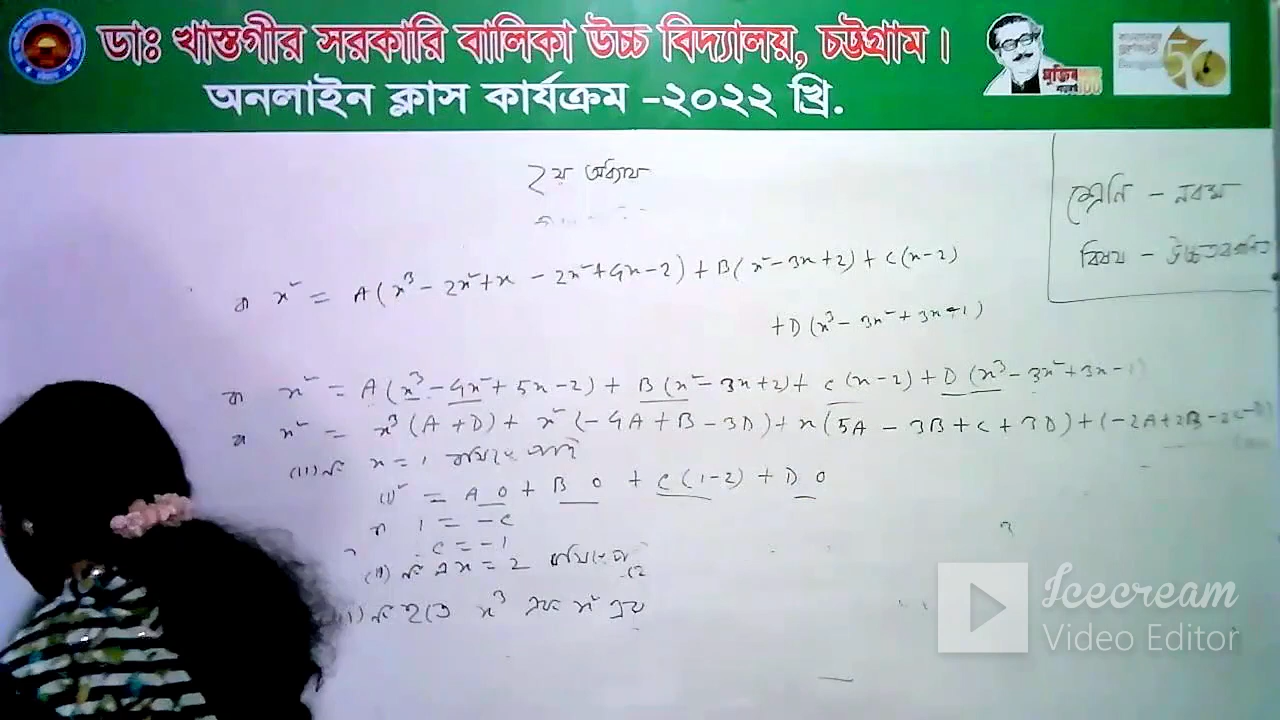 ডাঃ খাস্তগীর সরকারি বালিকা উচ্চ বিদ্যালয়, চট্টগ্রাম।
অনলাইন ক্লাস কার্যক্রম -২০২২ খ্রি.
মুজিব 100
২য় অধ্যায়
শ্রেনি - নবম
বিষয় - উচ্চতর গনিত
বা x² = A(x³ - 2x² + x - 2x² + 4x - 2) + B(x² - 3x + 2) + C(x - 2)
+ D(x³ - 3x² + 3x - 1)
বা x² = A(x³ - 4x² + 5x - 2) + B(x² - 3x + 2) + C(x - 2) + D(x³ - 3x² + 3x - 1)
বা x² = x³(A + D) + x²(-4A + B - 3D) + x(5A - 3B + C + 3D) + (-2A + 2B - 2C - D)
(ii) নং x = 1 বসিয়ে পাই
(1)² = A 0 + B 0 + C(1 - 2) + D 0
বা 1 = -C
C = -1
(ii) নং এ x = 2
নং হতে x³ এবং x² এর
Icecream
Video Editor